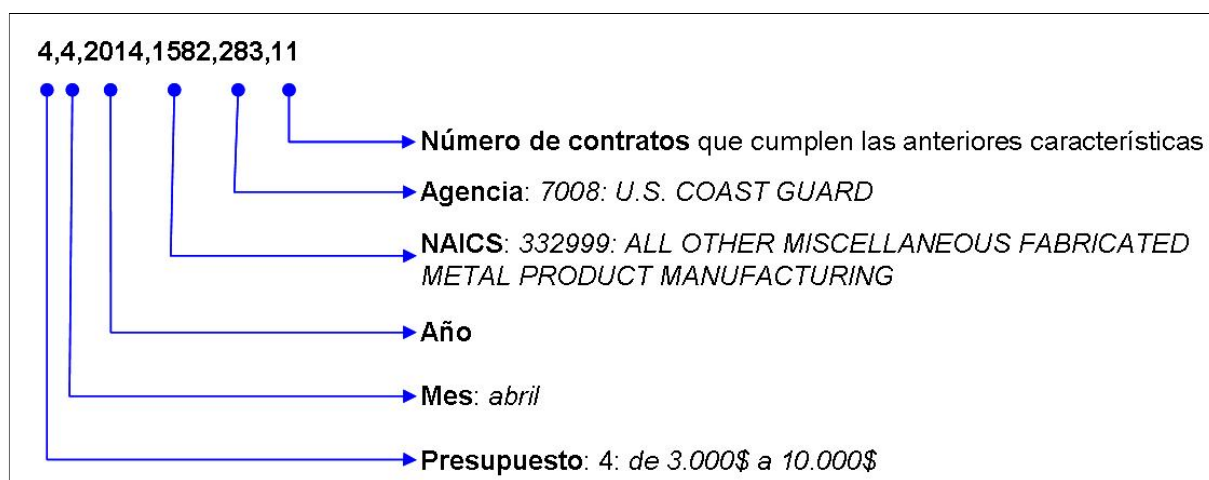 4,4,2014,1582,283,11
Número de contratos que cumplen las anteriores característícas
Agencia: 7008: U.S. COAST GUARD
NAICS: 332999: ALL OTHER MISCELLANEOUS FABRICATED
METAL PRODUCT MANUFACTURING
Año
Mes: abril
Presupuesto: 4: de 3.000$ a 10.000$